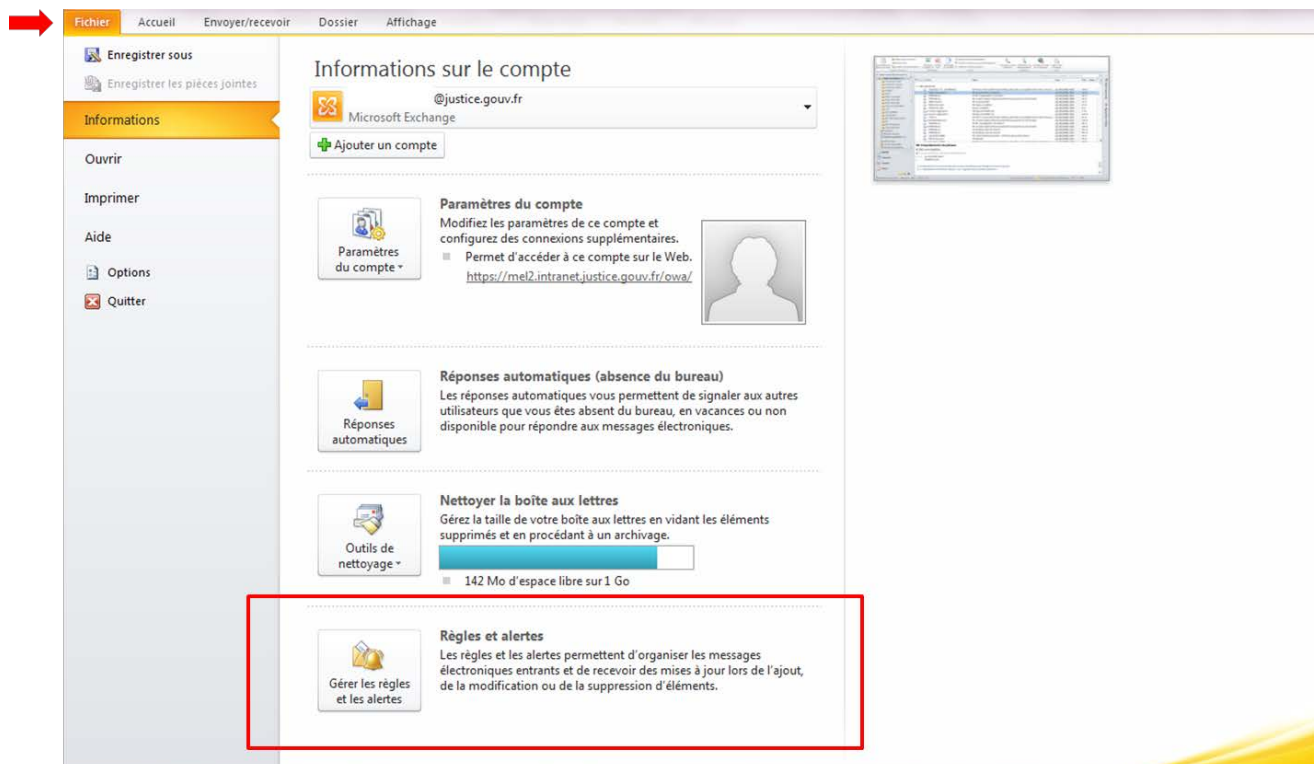 Fichier Accueil Envoyer/recevoir Dossier Affichage
Enregistrer sous
Enregistrer les pièces jointes
Informations
Ouvrir
Imprimer
Aide
Options
Quitter
Informations sur le compte
@justice.gouv.fr
Microsoft Exchange
Ajouter un compte
Paramètres
du compte
Paramètres du compte
Modifiez les paramètres de ce compte et
configurez des connexions supplémentaires.
Permet d'accéder à ce compte sur le Web.
https://mel2.intranet.justice.gouv.fr/owa/
Réponses
automatiques
Réponses automatiques (absence du bureau)
Les réponses automatiques vous permettent de signaler aux autres
utilisateurs que vous êtes absent du bureau, en vacances ou non
disponible pour répondre aux messages électroniques.
Outils de
nettoyage
Nettoyer la boîte aux lettres
Gérez la taille de votre boîte aux lettres en vidant les éléments
supprimés et en procédant à un archivage.
142 Mo d'espace libre sur 1 Go
Gérer les règles
et les alertes
Règles et alertes
Les règles et les alertes permettent d'organiser les messages
électroniques entrants et de recevoir des mises à jour lors de l'ajout,
de la modification ou de la suppression d'éléments.